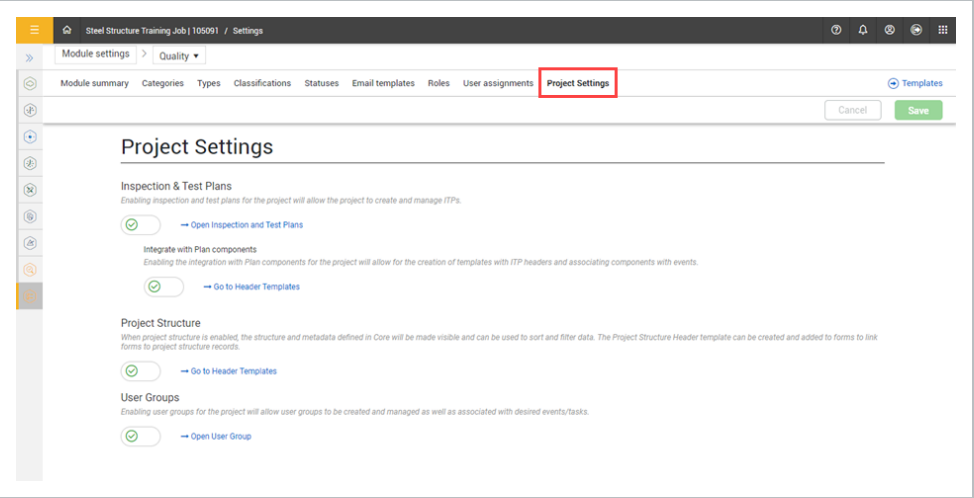 Steel Structure Training Job | 105091 / Settings
Module settings > Quality
Module summary Categories Types Classifications Statuses Email templates Roles User assignments Project Settings Templates
Cancel Save
Project Settings
Inspection & Test Plans
Enabling inspection and test plans for the project will allow the project to create and manage ITPs.
Open Inspection and Test Plans
Integrate with Plan components
Enabling the integration with Plan components for the project will allow for the creation of templates with ITP headers and associating components with events.
Go to Header Templates
Project Structure
When project structure is enabled, the structure and metadata defined in Core will be made visible and can be used to sort and filter data. The Project Structure Header template can be created and added to forms to link
forms to project structure records.
Go to Header Templates
User Groups
Enabling user groups for the project will allow user groups to be created and managed as well as associated with desired events/tasks.
Open User Group